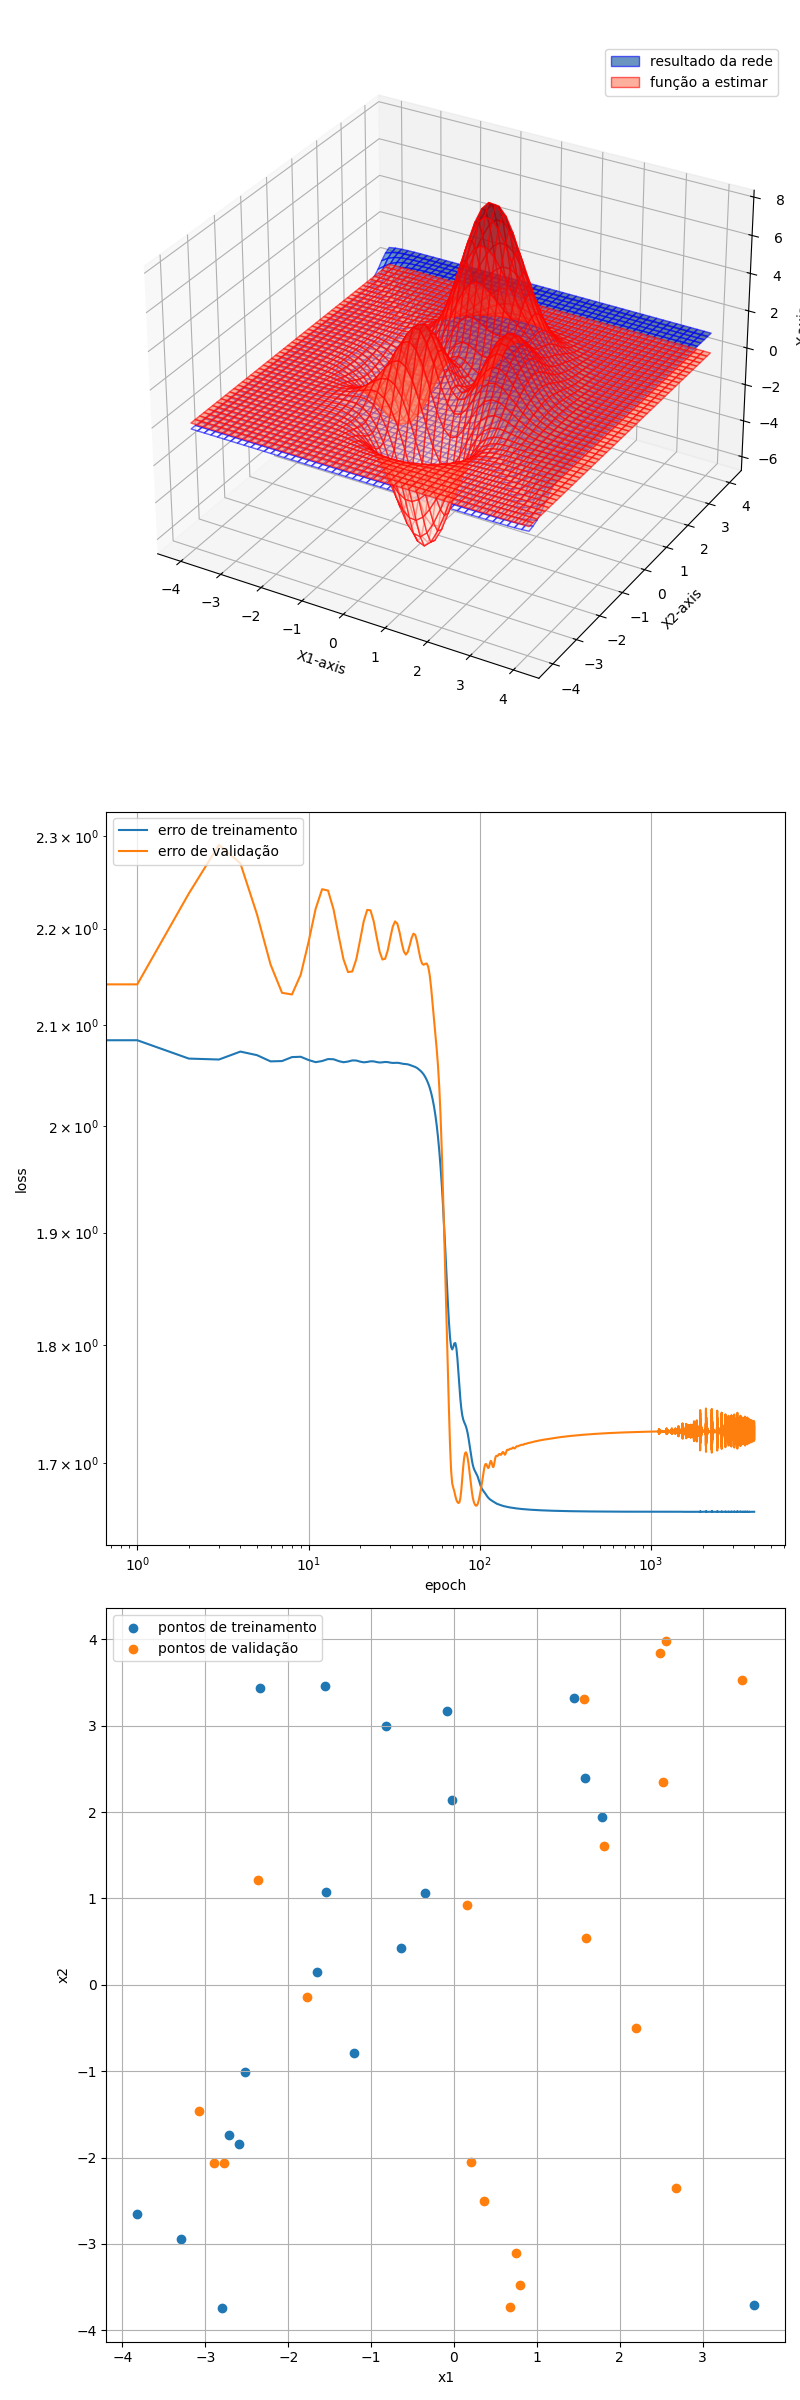 resultado da rede
função a estimar
8
6
4
2
0
−2
−4
−6
4
3
2
1
0
−1
−2
−3
−4
X2-axis
−4
−3
−2
−1
0
1
2
3
4
X1-axis
erro de treinamento
erro de validação
2.3 × 10⁰
2.2 × 10⁰
2.1 × 10⁰
2 × 10⁰
1.9 × 10⁰
1.8 × 10⁰
1.7 × 10⁰
loss
10⁰ 10¹ 10² 10³
epoch
pontos de treinamento
pontos de validação
4
3
2
1
0
−1
−2
−3
−4
x2
−4 −3 −2 −1 0 1 2 3
x1